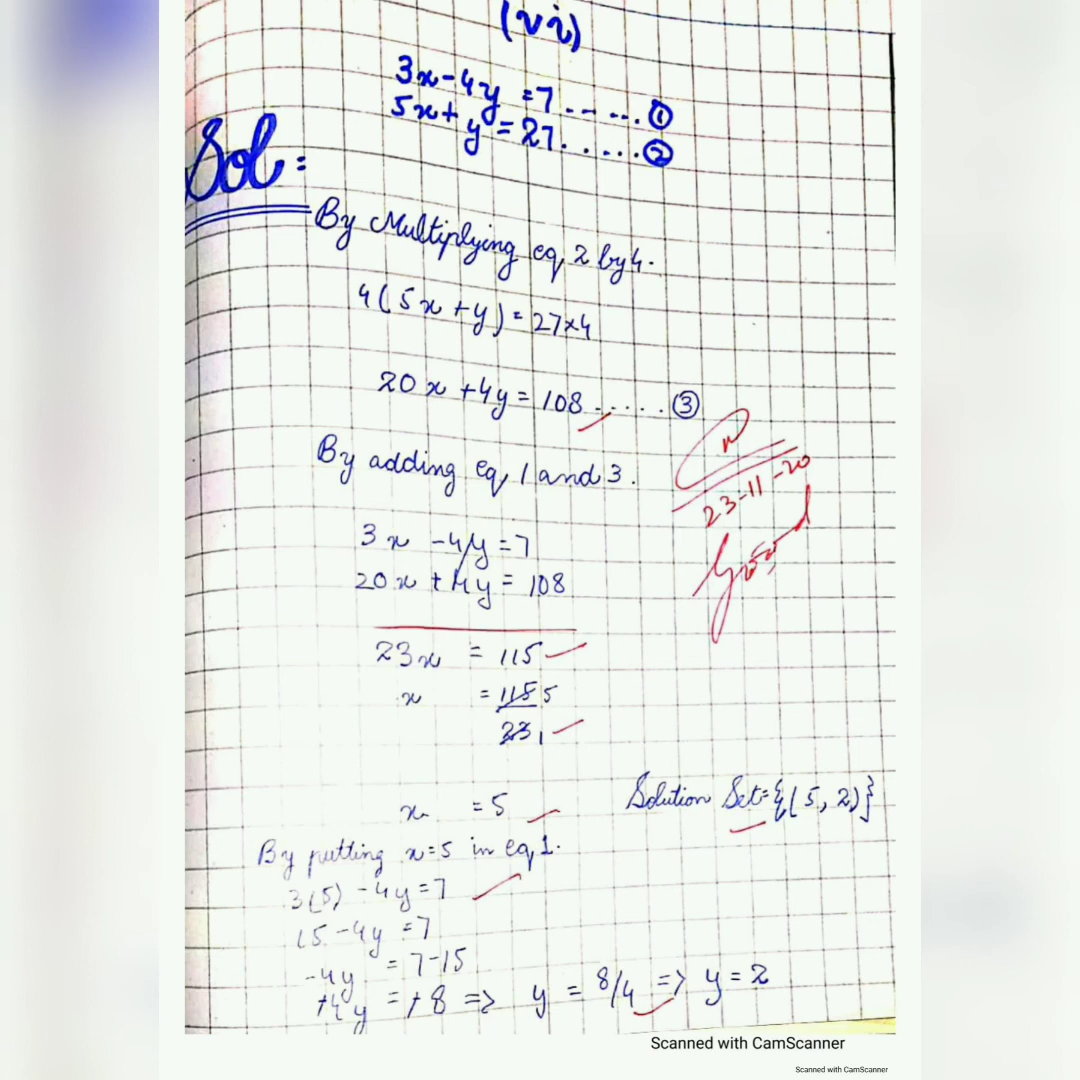 (vi)
3x-4y =7 ...... ①
5x+y = 27. ..... ②
Sol:
By Multiplying eq 2 by 4.
4(5x+y)=27×4
20x+4y = 108 ..... ③
By adding eq 1 and 3.
3x -4y =7
20x +4y = 108
23-11-20
Good
23x = 115
x = 115 5
23 1
x = 5
Solution Set={(5, 2)}
By putting x=5 in eq 1.
3(5) -4y =7
15 -4y =7
-4y = 7-15
+4y = +8 => y = 8/4 => y = 2
Scanned with CamScanner
Scanned with CamScanner